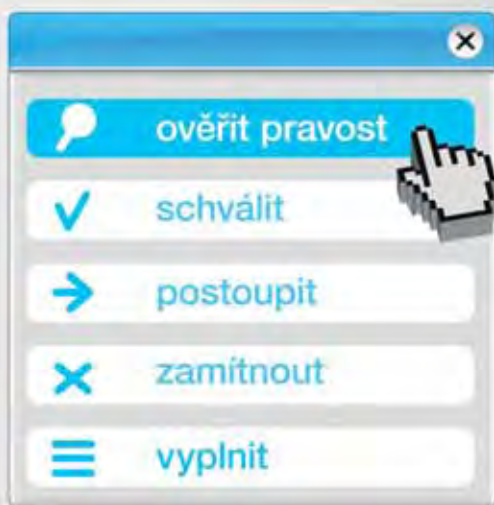 ověřit pravost
schválit
postoupit
zamítnout
vyplnit